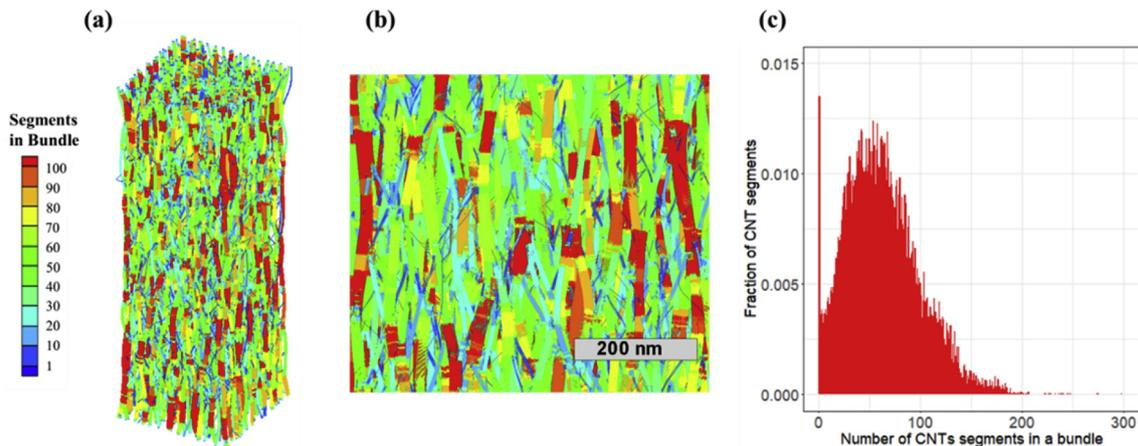 (a)
(b)
(c)
Segments
in Bundle
100
90
80
70
60
50
40
30
20
10
1
200 nm
Fraction of CNT segments
0.015
0.010
0.005
0.000
0
100
200
300
Number of CNTs segments in a bundle